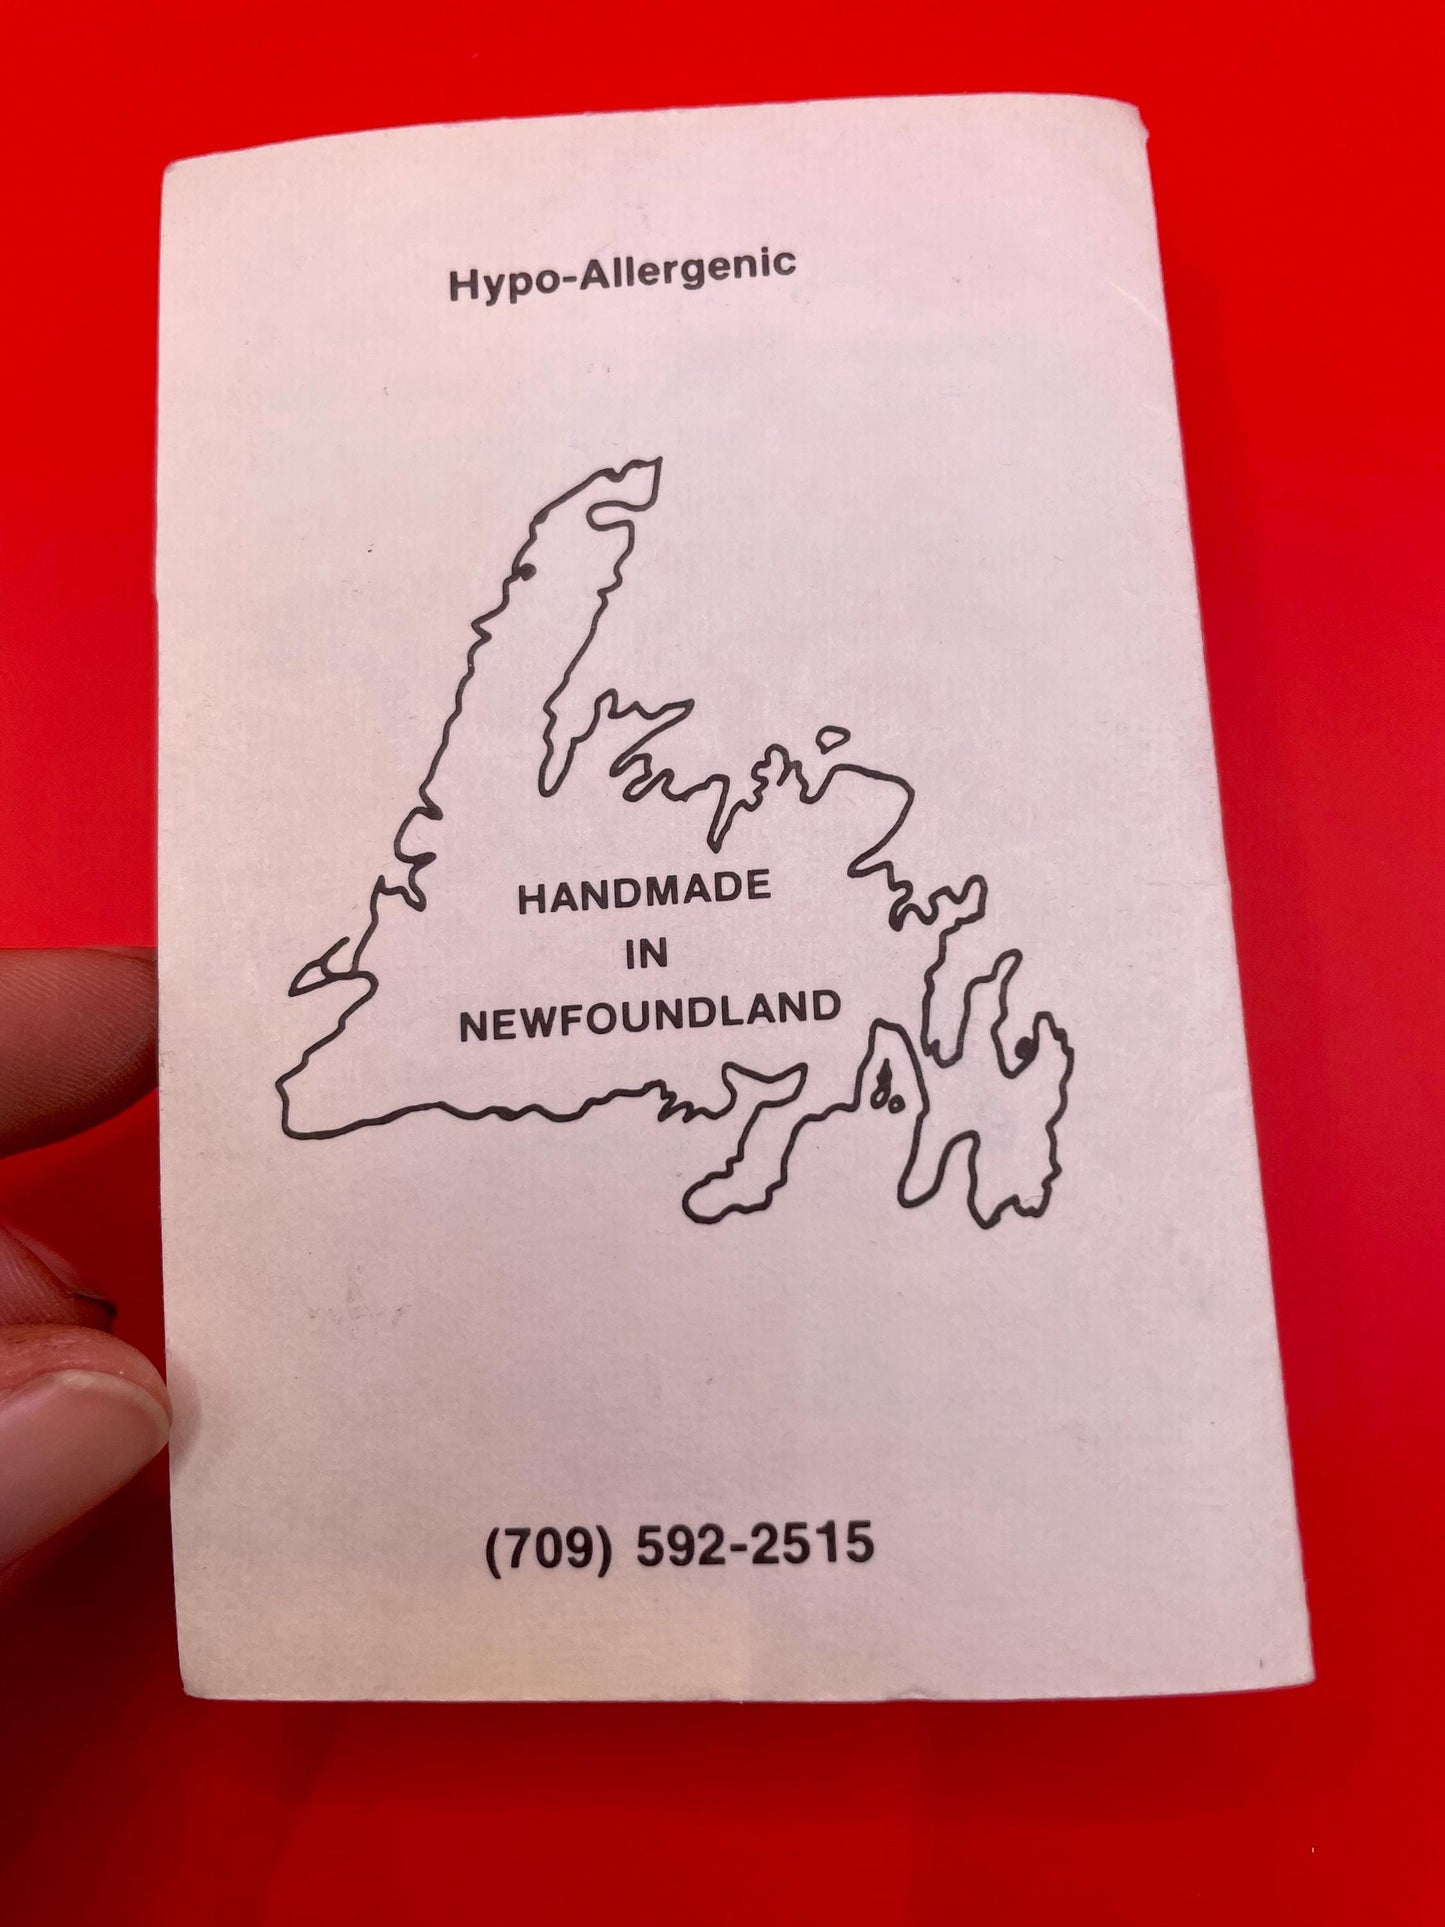 Hypo-Allergenic
HANDMADE
IN
NEWFOUNDLAND
(709) 592-2515